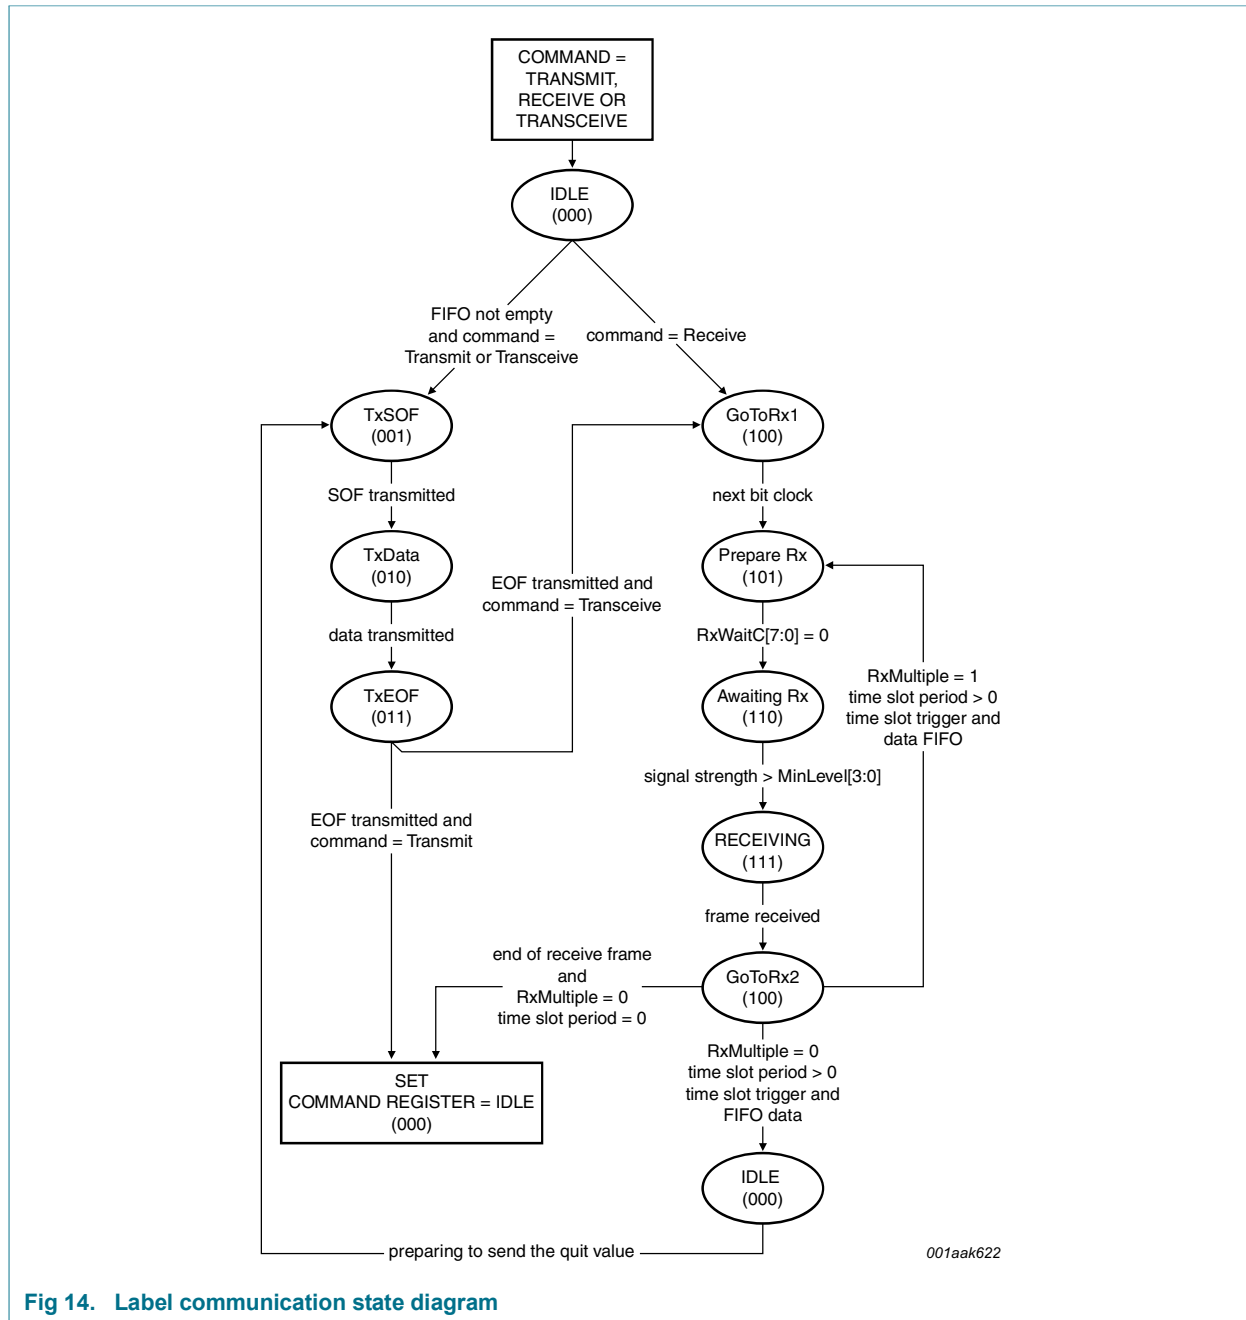 COMMAND =
TRANSMIT,
RECEIVE OR
TRANSCEIVE
IDLE
(000)
FIFO not empty
and command =
Transmit or Transceive
command = Receive
TxSOF
(001)
GoToRx1
(100)
SOF transmitted
next bit clock
TxData
(010)
EOF transmitted and
command = Transceive
Prepare Rx
(101)
data transmitted
RxWaitC[7:0] = 0
TxEOF
(011)
Awaiting Rx
(110)
RxMultiple = 1
time slot period > 0
time slot trigger and
data FIFO
signal strength > MinLevel[3:0]
EOF transmitted and
command = Transmit
RECEIVING
(111)
frame received
end of receive frame
and
RxMultiple = 0
time slot period = 0
GoToRx2
(100)
RxMultiple = 0
time slot period > 0
time slot trigger and
FIFO data
SET
COMMAND REGISTER = IDLE
(000)
IDLE
(000)
preparing to send the quit value
001aak622
Fig 14. Label communication state diagram